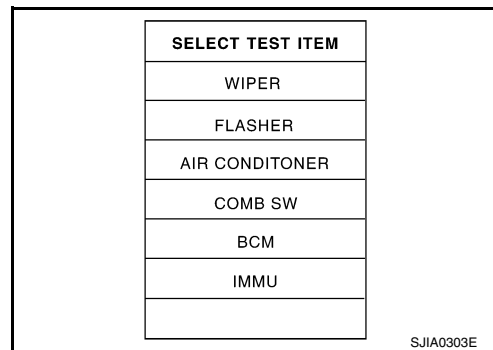 SELECT TEST ITEM
WIPER
FLASHER
AIR CONDITONER
COMB SW
BCM
IMMU
SJIA0303E